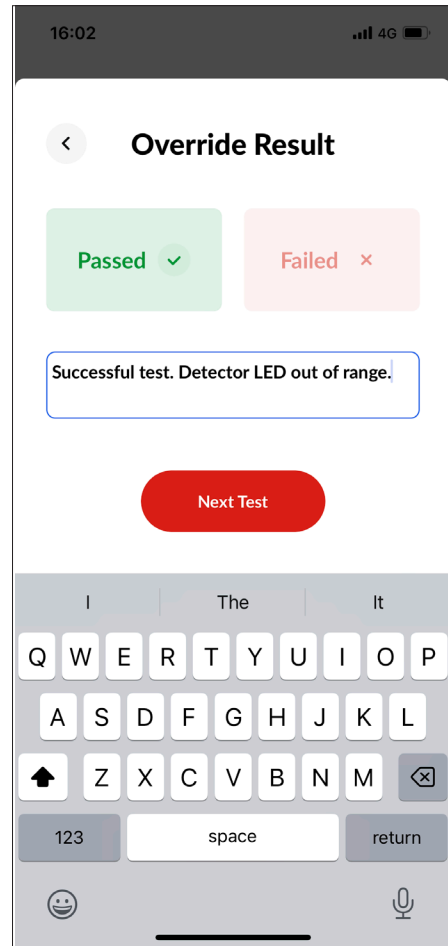 16:02
4G
Override Result
Passed
Failed
Successful test. Detector LED out of range.
Next Test
I The It
Q W E R T Y U I O P
A S D F G H J K L
Z X C V B N M
123 space return